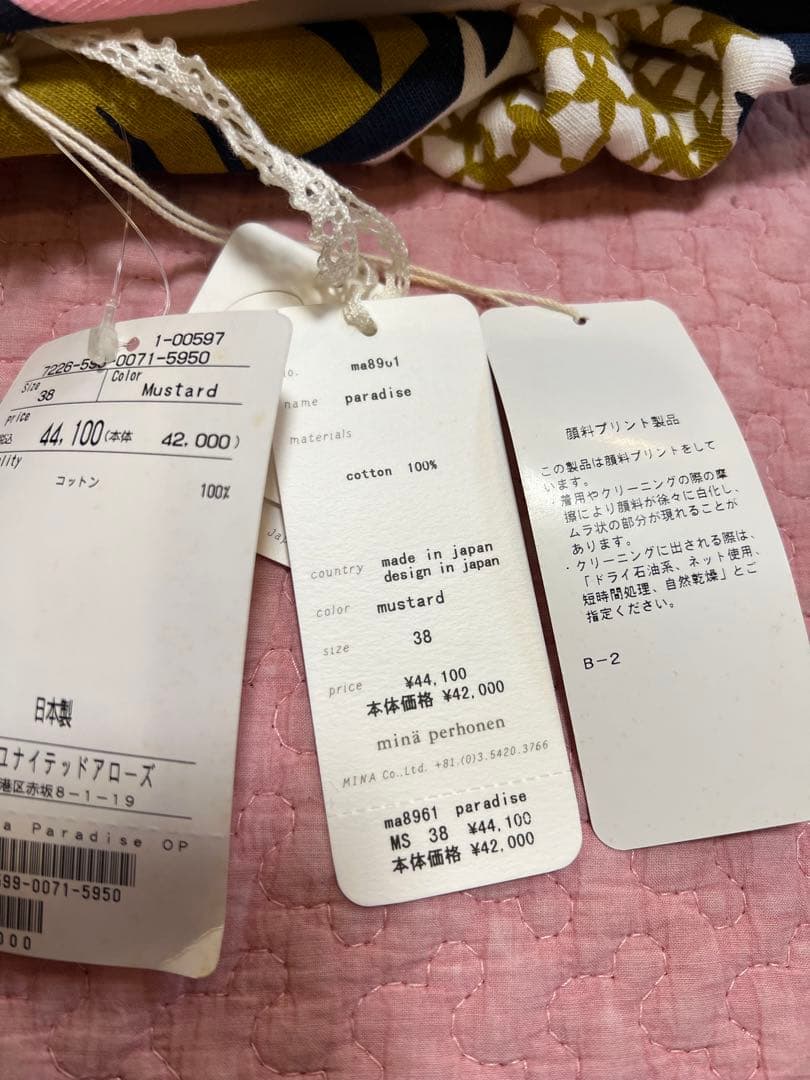 1-00597
7226-599-0071-5950
Size
38
Color
Mustard
price
税込 44,100(本体 42,000)
lity
コットン 100%
日本製
ユナイテッドアローズ
港区赤坂8-1-19
a Paradise OP
599-0071-5950
000
Jap
no. ma8961
name paradise
materials
cotton 100%
country made in japan
design in japan
color mustard
size 38
price ¥44,100
本体価格 ¥42,000
minä perhonen
MINA Co.,Ltd. +81.(0)3.5420.3766
ma8961 paradise
MS 38 ¥44,100
本体価格 ¥42,000
顔料プリント製品
この製品は顔料プリントをして
います。
・着用やクリーニングの際の摩
擦により顔料が徐々に白化し、
ムラ状の部分が現れることが
あります。
・クリーニングに出される際は、
「ドライ石油系、ネット使用、
短時間処理、自然乾燥」とご
指定ください。
B-2